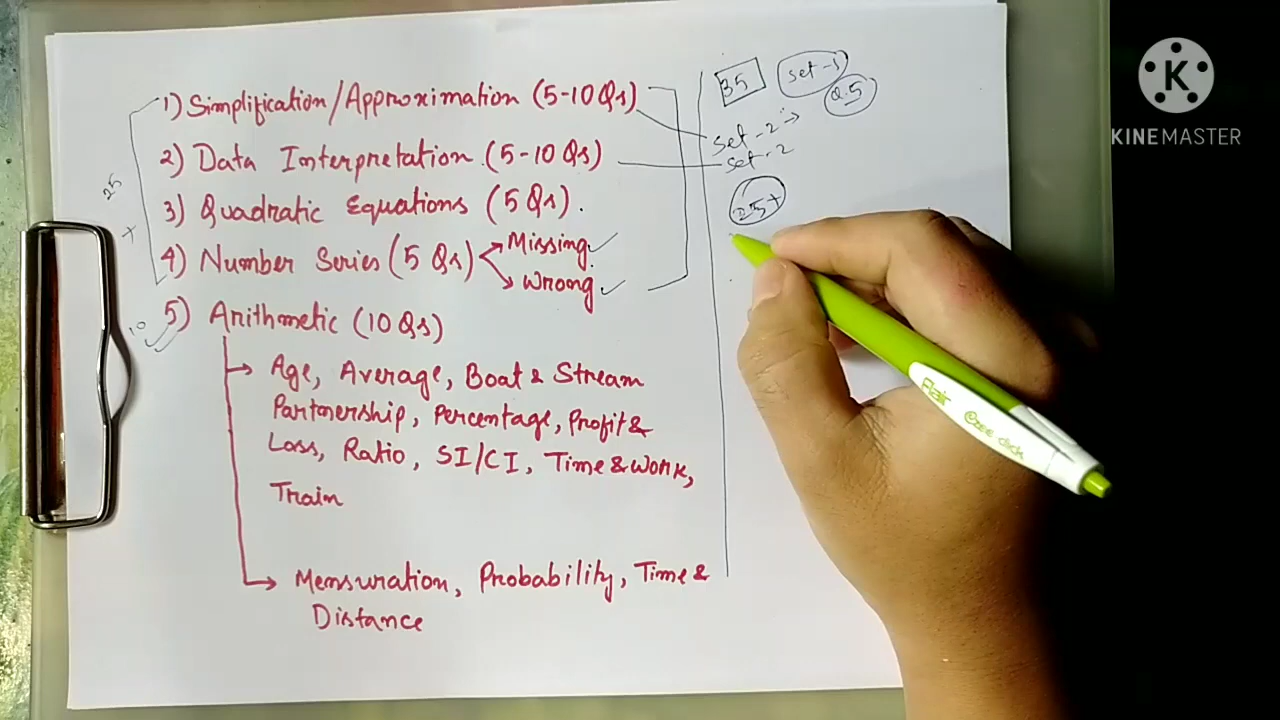 1) Simplification/Approximation (5-10 Qs)
2) Data Interpretation (5-10 Qs)
3) Quadratic Equations (5 Qs).
4) Number Series (5 Qs) Missing.
Wrong.
5) Arithmetic (10 Qs)
Age, Average, Boat & Stream
Partnership, Percentage, Profit &
Loss, Ratio, SI/CI, Time & Work,
Train
Mensuration, Probability, Time &
Distance
25
+
10
35
set-1
set-2
set-2
25+
K
KINEMASTER
Flair